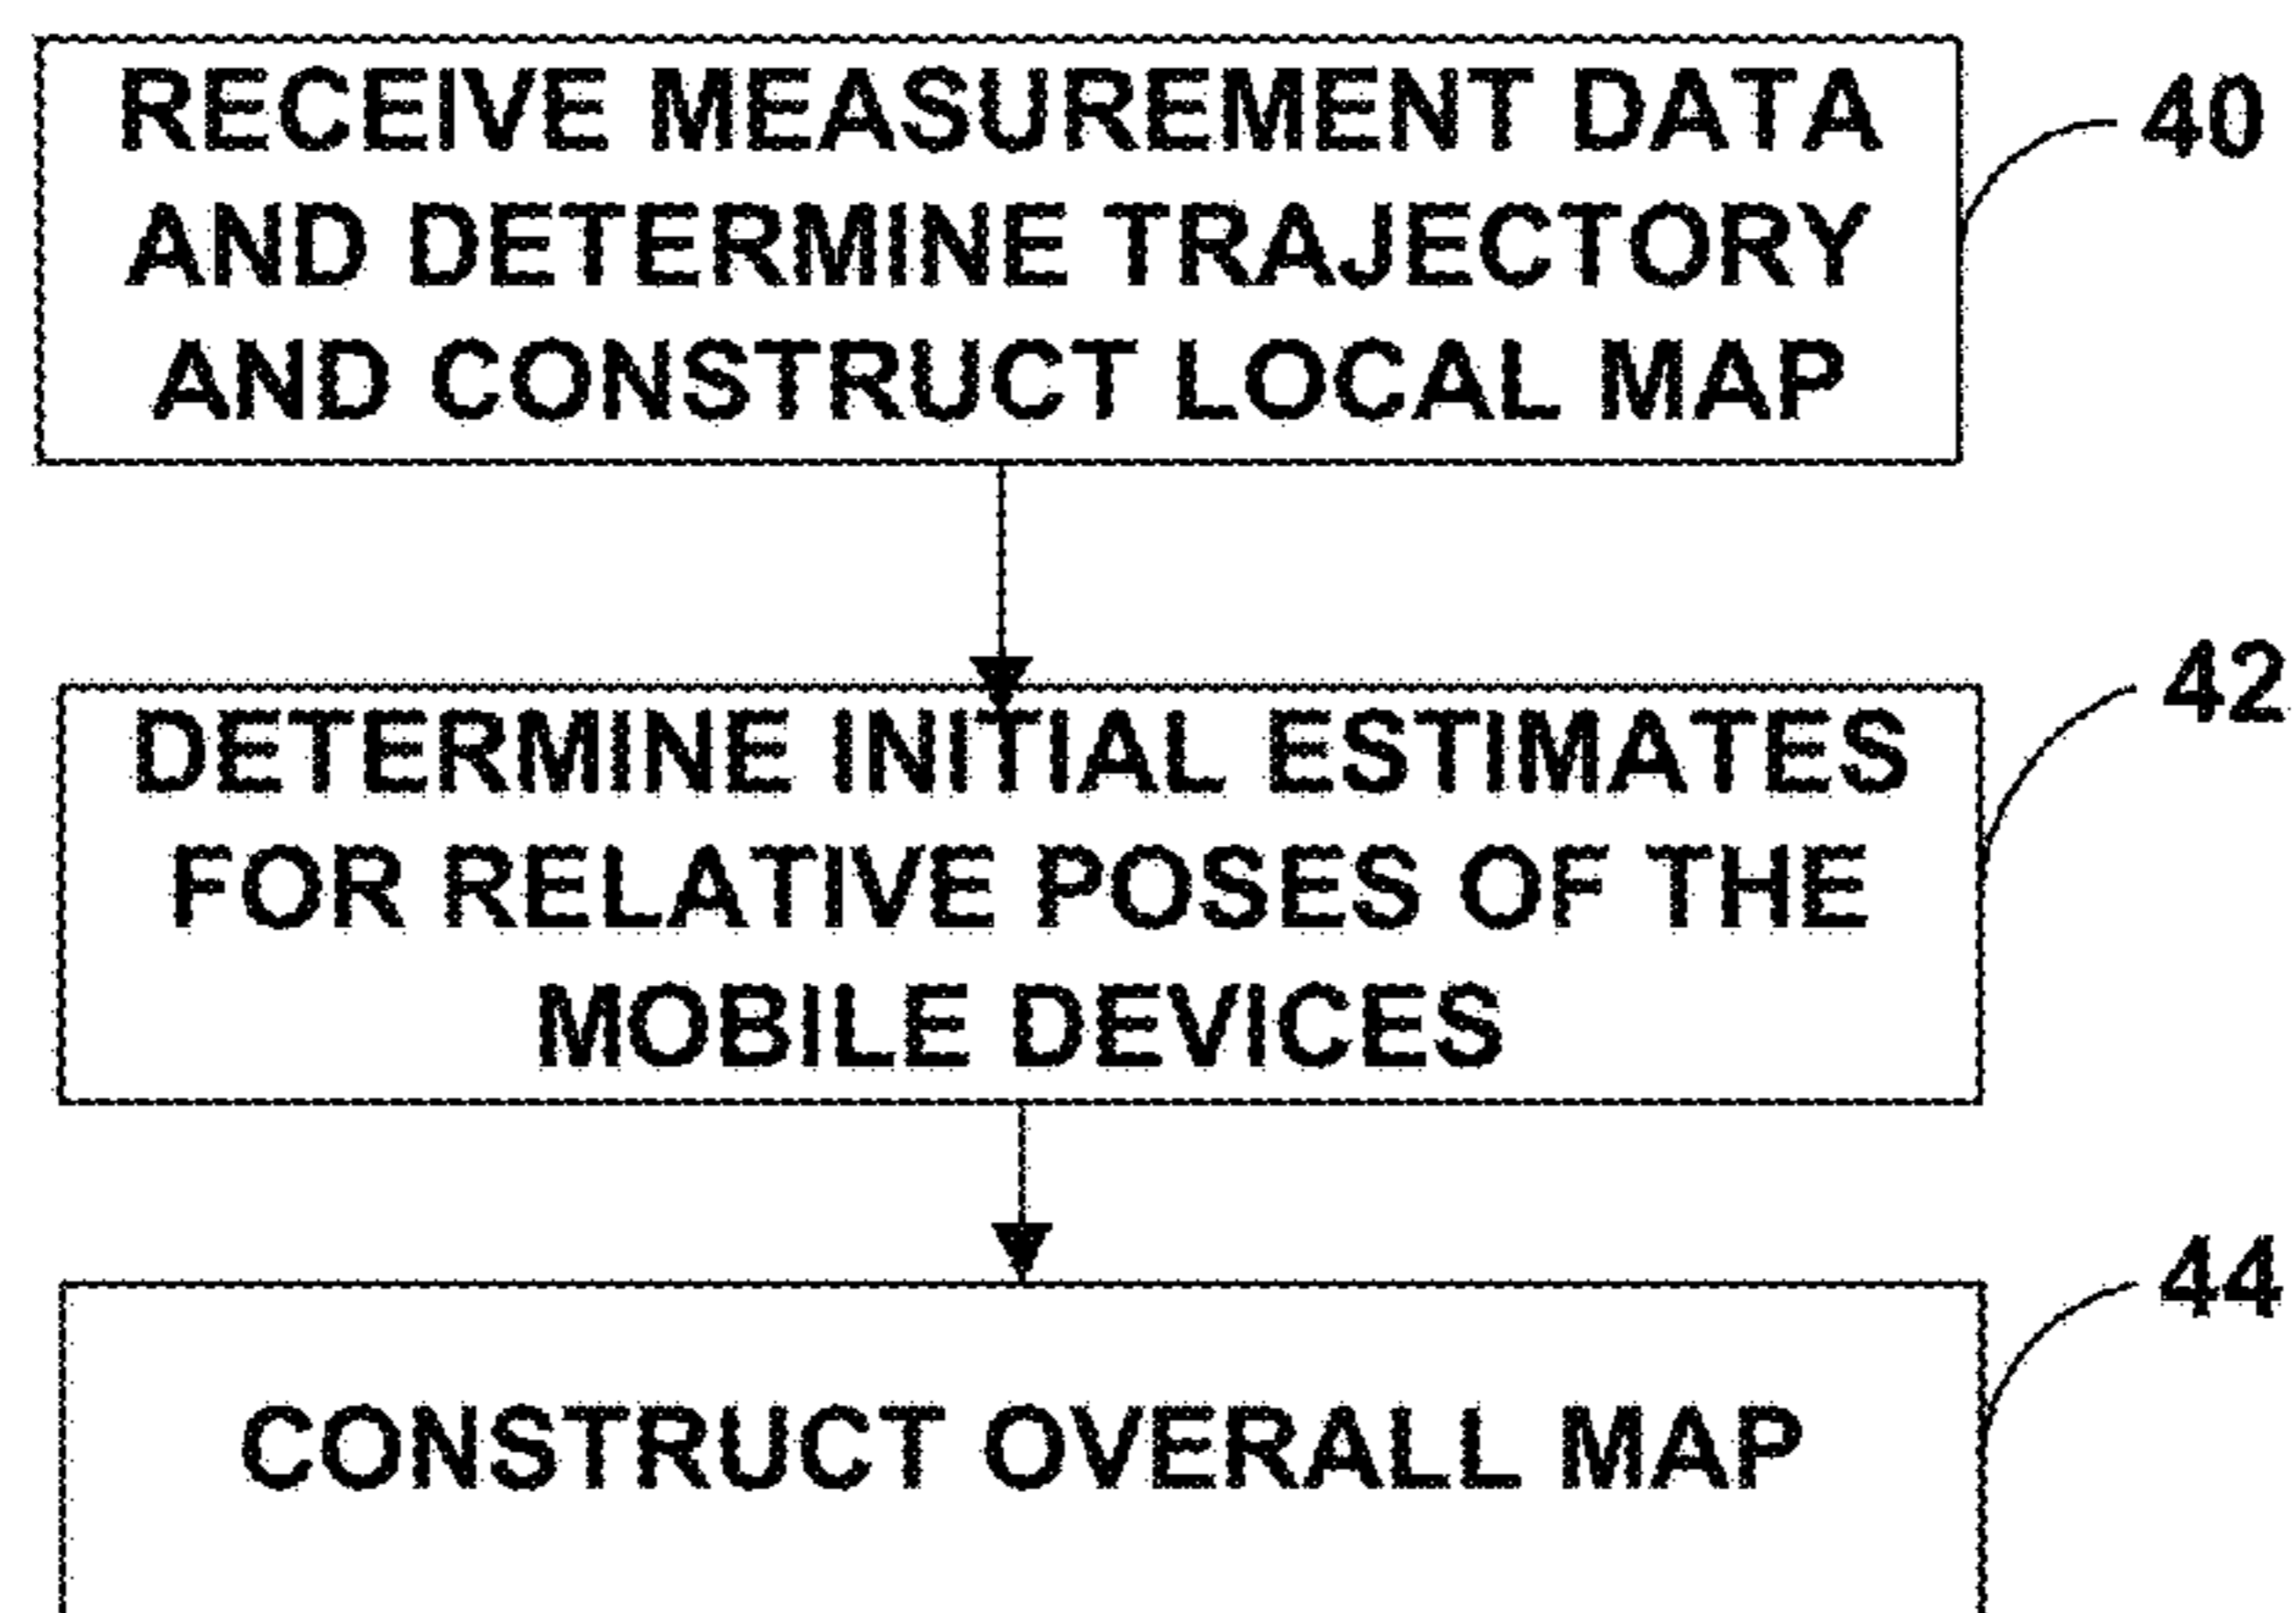 RECEIVE MEASUREMENT DATA
AND DETERMINE TRAJECTORY
AND CONSTRUCT LOCAL MAP
40
DETERMINE INITIAL ESTIMATES
FOR RELATIVE POSES OF THE
MOBILE DEVICES
42
CONSTRUCT OVERALL MAP
44